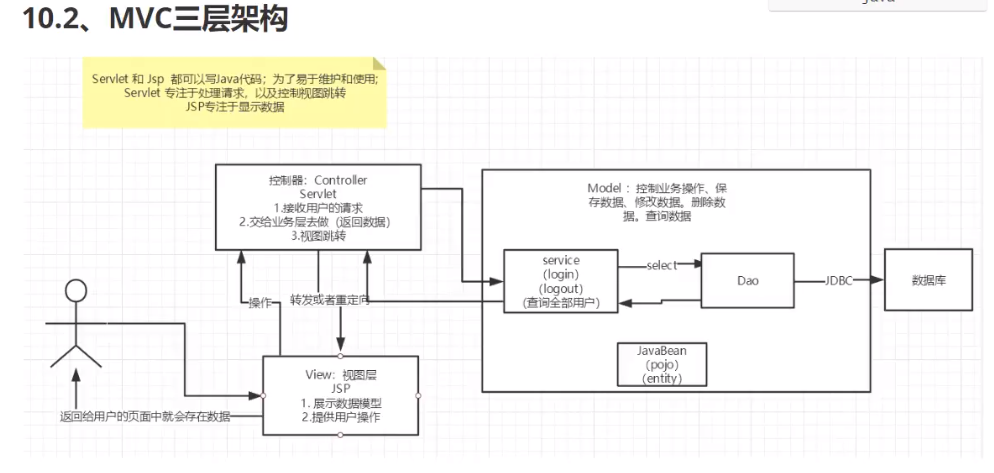 10.2、MVC三层架构
Servlet 和 Jsp 都可以写Java代码；为了易于维护和使用;
Servlet 专注于处理请求，以及控制视图跳转
JSP专注于显示数据
控制器：Controller
Servlet
1.接收用户的请求
2.交给业务层去做（返回数据）
3.视图跳转
Model ：控制业务操作、保
存数据、修改数据。删除数
据。查询数据
service
（login）
（logout）
(查询全部用户）
select
Dao
JDBC
数据库
操作
转发或者重定向
JavaBean
（pojo）
（entity）
View：视图层
JSP
1. 展示数据模型
2.提供用户操作
返回给用户的页面中就会存在数据